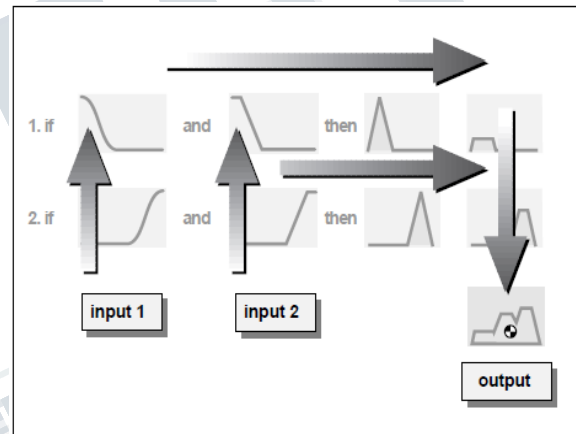 1. if and then
2. if and then
input 1 input 2
output